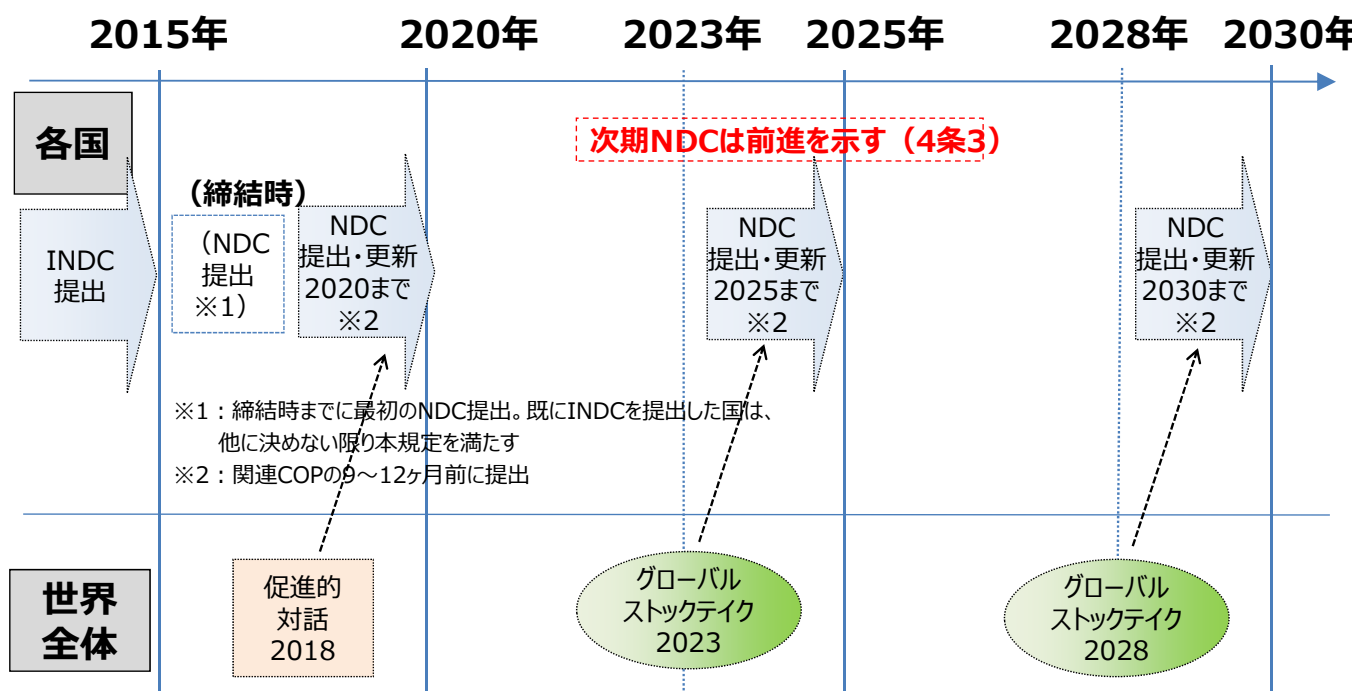 2015年
2020年
2023年
2025年
2028年
2030年
各国
次期NDCは前進を示す（4条3）
INDC
提出
（締結時）
（NDC
提出
※1）
NDC
提出・更新
2020まで
※2
NDC
提出・更新
2025まで
※2
NDC
提出・更新
2030まで
※2
※1：締結時までに最初のNDC提出。既にINDCを提出した国は、
他に決めない限り本規定を満たす
※2：関連COPの9～12ヶ月前に提出
世界
全体
促進的
対話
2018
グローバル
ストックテイク
2023
グローバル
ストックテイク
2028